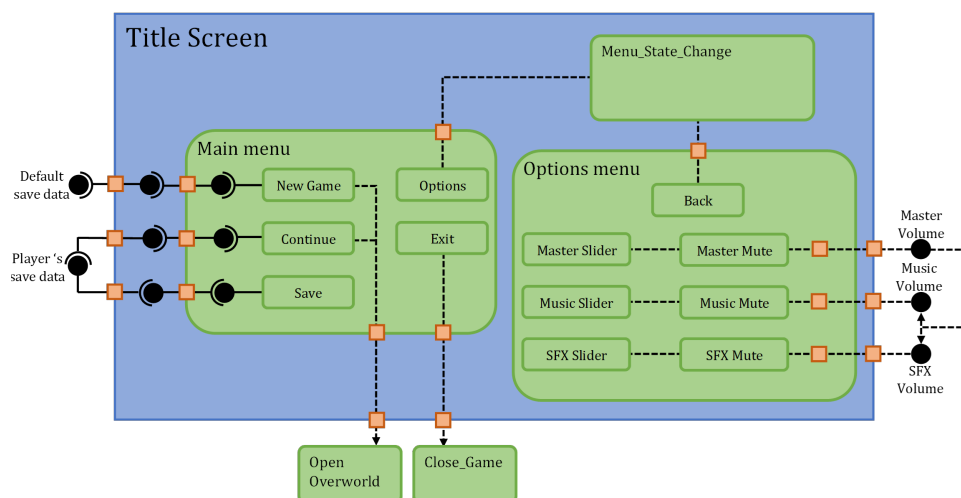 Title Screen
Menu_State_Change
Main menu
Options menu
Default
save data
New Game
Options
Back
Continue
Exit
Player ‘s
save data
Save
Master Slider
Master Mute
Master
Volume
Music Slider
Music Mute
Music
Volume
SFX Slider
SFX Mute
SFX
Volume
Open
Overworld
Close_Game